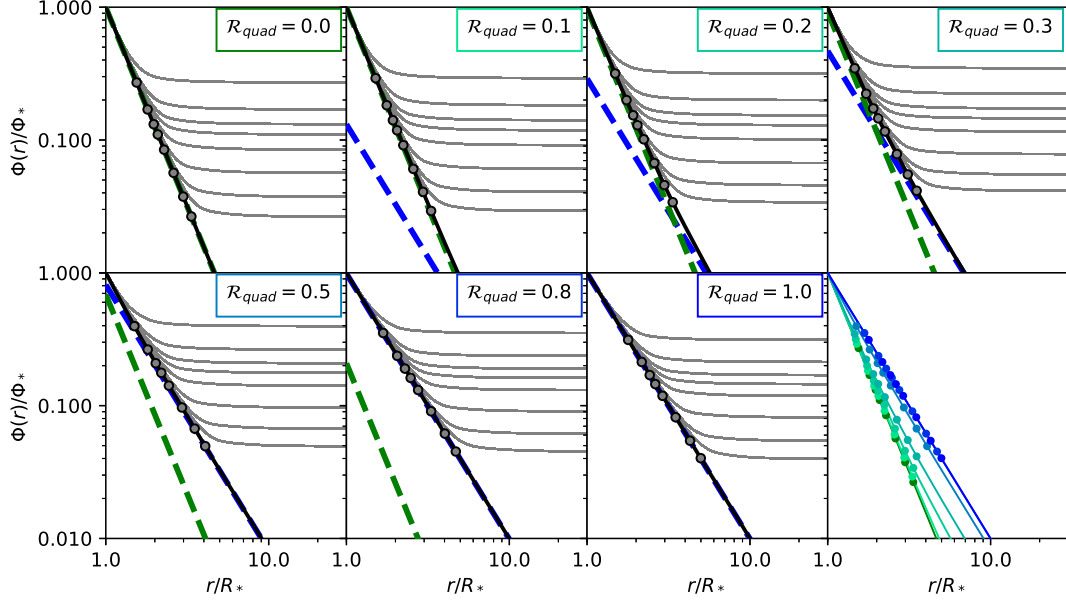 1.000
0.100
Φ(r)/Φ*
R_quad = 0.0
R_quad = 0.1
R_quad = 0.2
R_quad = 0.3
1.000
0.100
0.010
Φ(r)/Φ*
R_quad = 0.5
R_quad = 0.8
R_quad = 1.0
1.0 10.0 1.0 10.0 1.0 10.0 1.0 10.0
r/R* r/R* r/R* r/R*